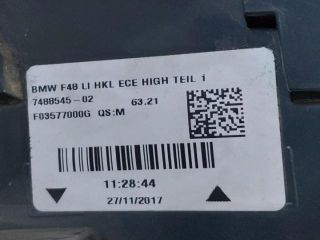 BMW F48 LI HKL ECE HIGH TEIL 1
7488545-02 63.21
F03577000G QS:M
11:28:44
27/11/2017